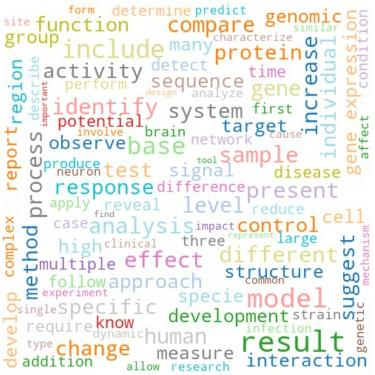 form determine predict
site function compare genomic
group include many characterize similar
region describe important activity detect protein individual
perform design analyze time gene
identify sequence increase gene expression condition
report potential system first
process involve brain target cause affect
observe base network sample
produce neuron test signal tool disease
response difference present
apply reveal level reduce
case find analysis impact control cell
high clinical three represent large
complex method multiple effect different mechanism
follow approach structure suggest
experiment specie common
single specific model genetic
develop require know development strain
type dynamic human infection result
change measure
addition allow research interaction